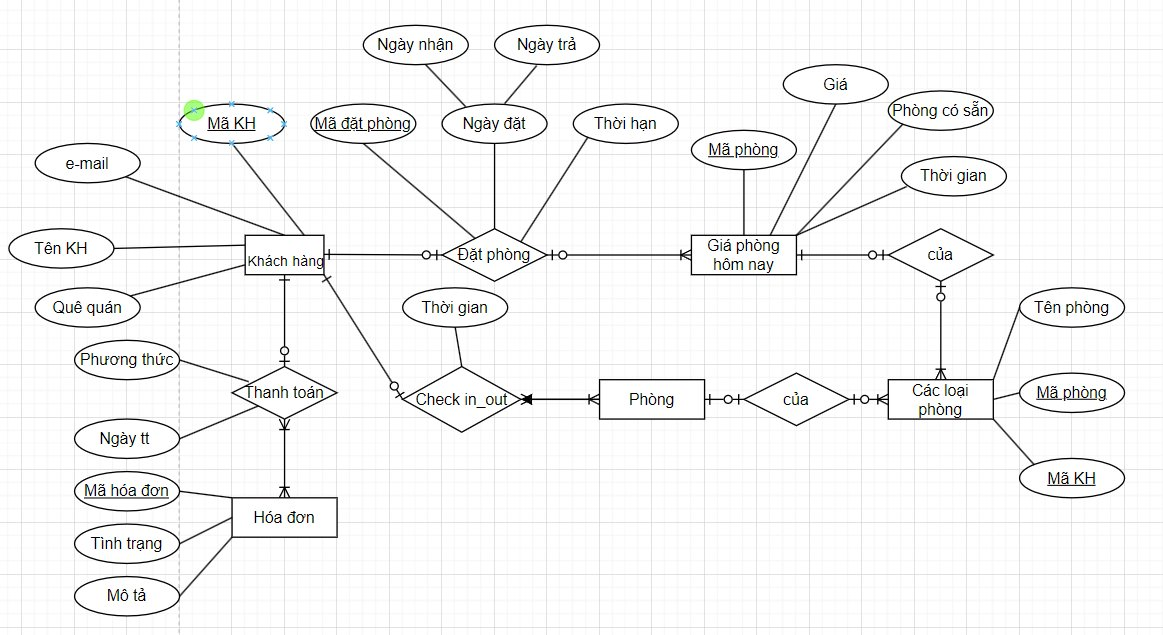 Ngày nhận
Ngày trả
Giá
Phòng có sẵn
Mã KH
Mã đặt phòng
Ngày đặt
Thời hạn
Mã phòng
e-mail
Thời gian
Tên KH
Khách hàng
Đặt phòng
Giá phòng
hôm nay
của
Quê quán
Thời gian
Tên phòng
Phương thức
Thanh toán
Check in_out
Phòng
của
Các loại
phòng
Mã phòng
Ngày tt
Mã KH
Mã hóa đơn
Hóa đơn
Tình trạng
Mô tả